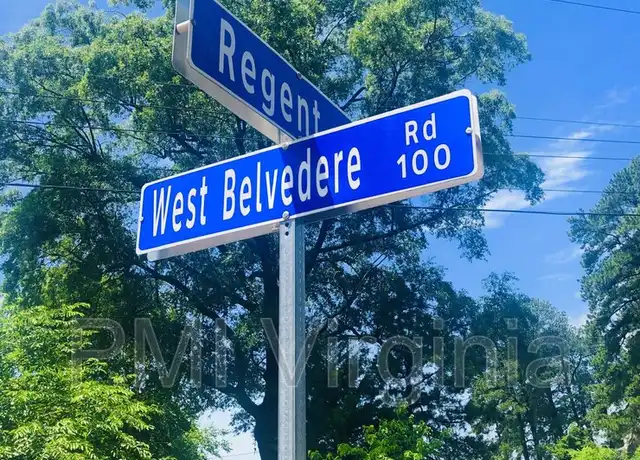 Regent
West Belvedere Rd
100
PMI Virginia